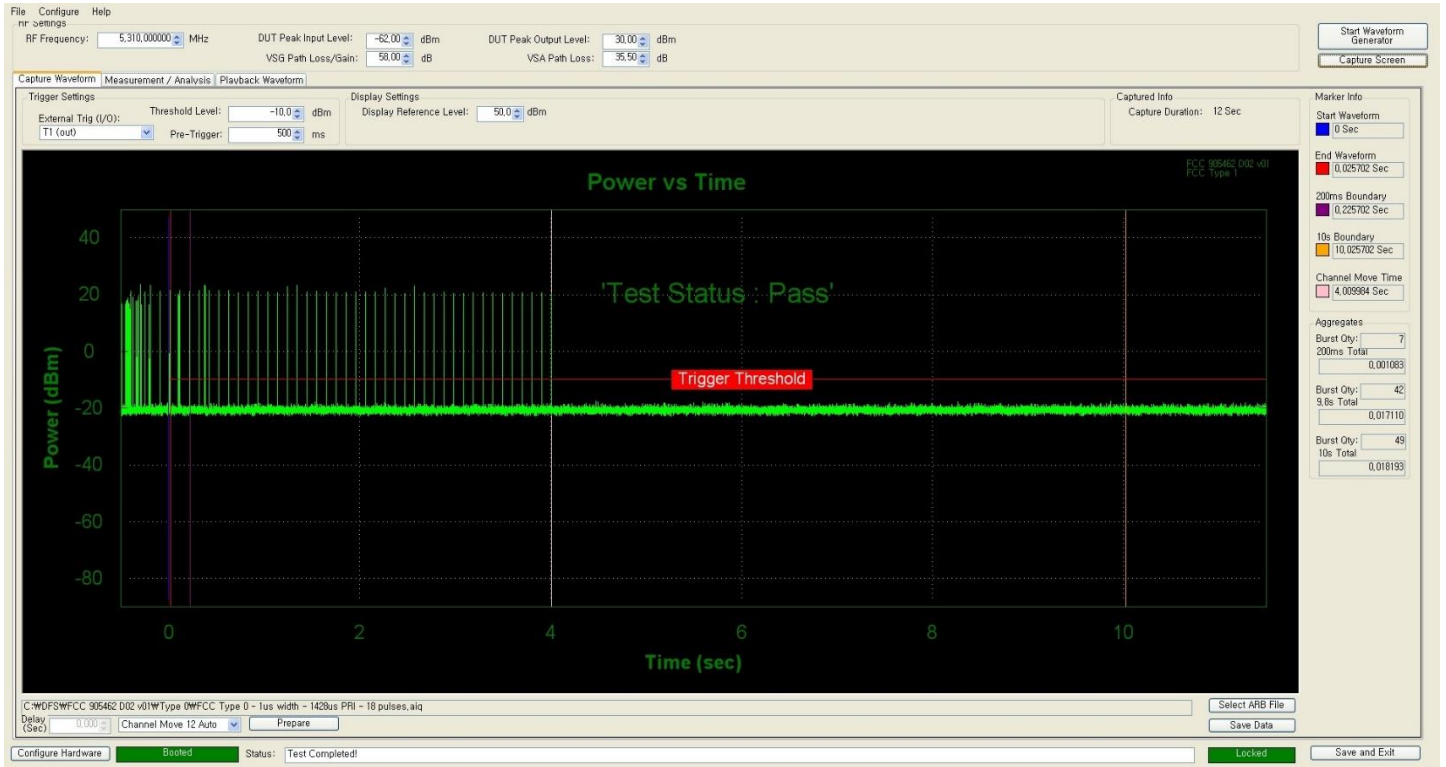 File Configure Help
RF Settings
RF Frequency: 5,310,000000 MHz DUT Peak Input Level: -62,00 dBm DUT Peak Output Level: 30,00 dBm
VSG Path Loss/Gain: 58,00 dB VSA Path Loss: 35,50 dB
Start Waveform
Generator
Capture Screen
Capture Waveform Measurement / Analysis Playback Waveform
Trigger Settings
Threshold Level: -10,0 dBm
External Trig (I/O):
T1 (out) Pre-Trigger: 500 ms
Display Settings
Display Reference Level: 50,0 dBm
Captured Info
Capture Duration: 12 Sec
Marker Info
Start Waveform
0 Sec
End Waveform
0,025702 Sec
200ms Boundary
0,225702 Sec
10s Boundary
10,025702 Sec
Channel Move Time
4,009984 Sec
Aggregates
Burst Qty: 7
200ms Total
0,001083
Burst Qty: 42
9,8s Total
0,017110
Burst Qty: 49
10s Total
0,018193
FCC 905462 D02 v01
FCC Type 1
Power vs Time
'Test Status : Pass'
Trigger Threshold
Power (dBm)
40
20
0
-20
-40
-60
-80
0 2 4 6 8 10
Time (sec)
C:₩DFS₩FCC 905462 D02 v01₩Type 0₩FCC Type 0 - 1us width - 1428us PRI - 18 pulses,aiq
Select ARB File
Delay
(Sec) 0,000 Channel Move 12 Auto Prepare
Save Data
Configure Hardware Booted Status: Test Completed! Locked Save and Exit